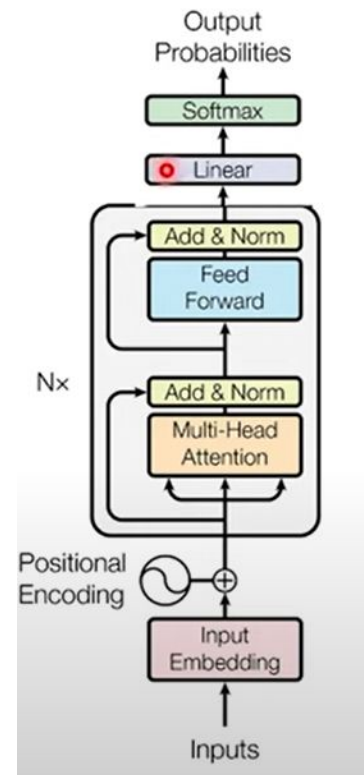 Output
Probabilities
Softmax
Linear
Add & Norm
Feed
Forward
Nx
Add & Norm
Multi-Head
Attention
Positional
Encoding
Input
Embedding
Inputs